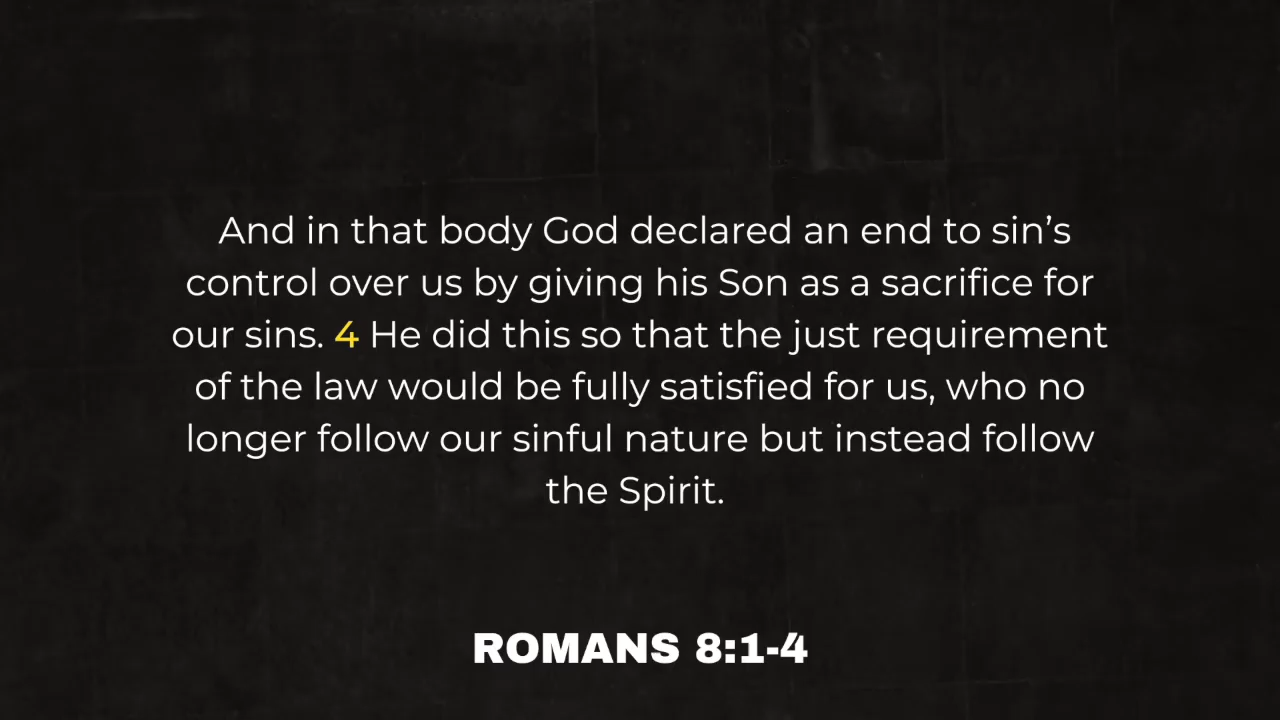 And in that body God declared an end to sin’s
control over us by giving his Son as a sacrifice for
our sins. 4 He did this so that the just requirement
of the law would be fully satisfied for us, who no
longer follow our sinful nature but instead follow
the Spirit.
ROMANS 8:1-4